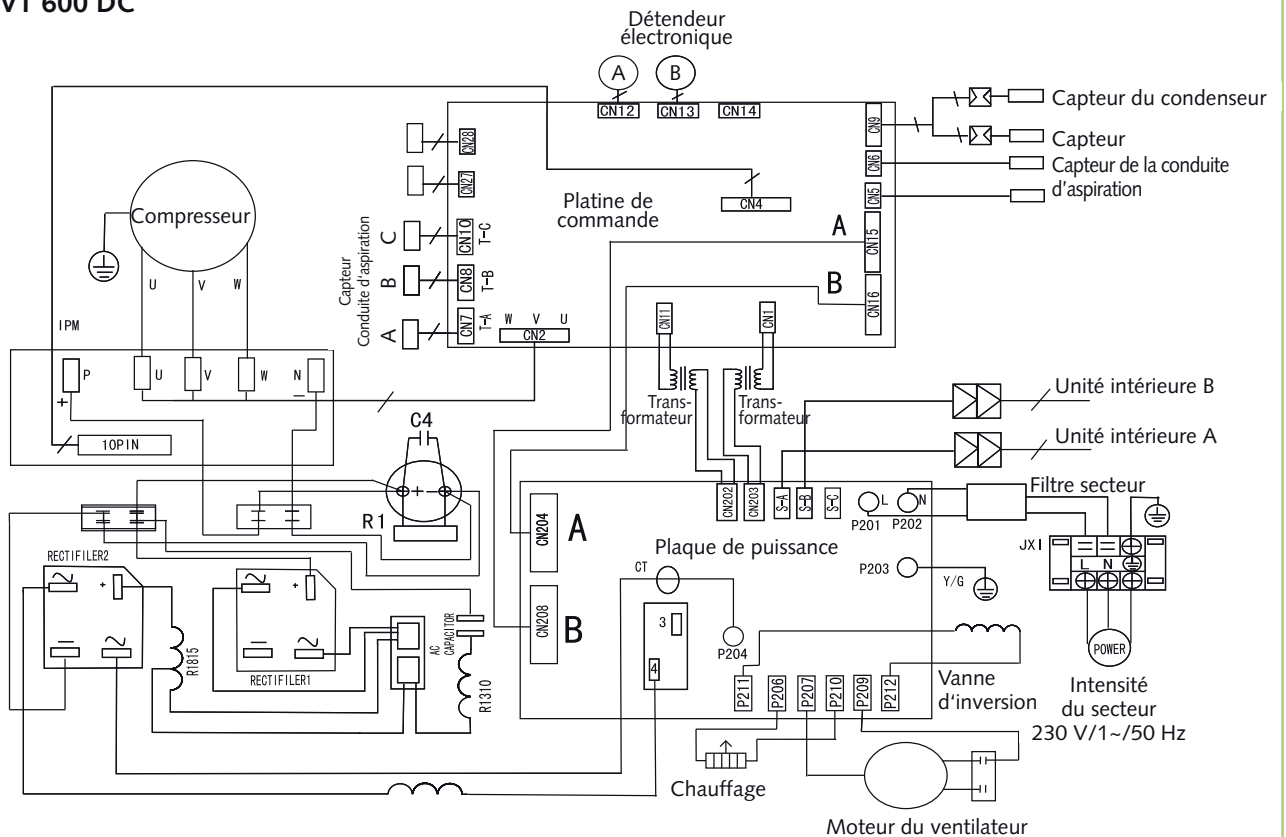 VT 600 DC
Détendeur
électronique
A
B
CN12
CN13
CN14
CN9
Capteur du condenseur
Capteur
CN6
Capteur de la conduite
d'aspiration
CN5
CN28
CN27
Platine de
commande
CN4
Compresseur
Capteur
Conduite d'aspiration
C
CN10
T-C
B
CN8
T-B
A
CN7
T-A
A
CN15
B
CN16
U
V
W
IPM
W V U
CN2
CN11
CN1
P
U
V
W
N
+
−
10PIN
Trans-
formateur
Trans-
formateur
Unité intérieure B
Unité intérieure A
C4
+
−
R1
CN202
CN203
S-A
S-B
S-C
L
N
P201
P202
Filtre secteur
JX1
L N
CN204
A
Plaque de puissance
P203
Y/G
CT
CN208
B
3
4
P204
RECTIFILER2
+
R1815
+
RECTIFILER1
AC
CAPACITOR
R1310
P211
P206
P207
P210
P209
P212
Vanne
d'inversion
POWER
Intensité
du secteur
230 V/1~/50 Hz
Chauffage
Moteur du ventilateur